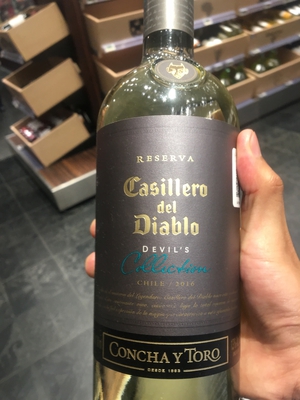 RESERVA
Casillero
del
Diablo
DEVIL'S
Collection
CHILE · 2016
CONCHA Y TORO
DESDE 1883